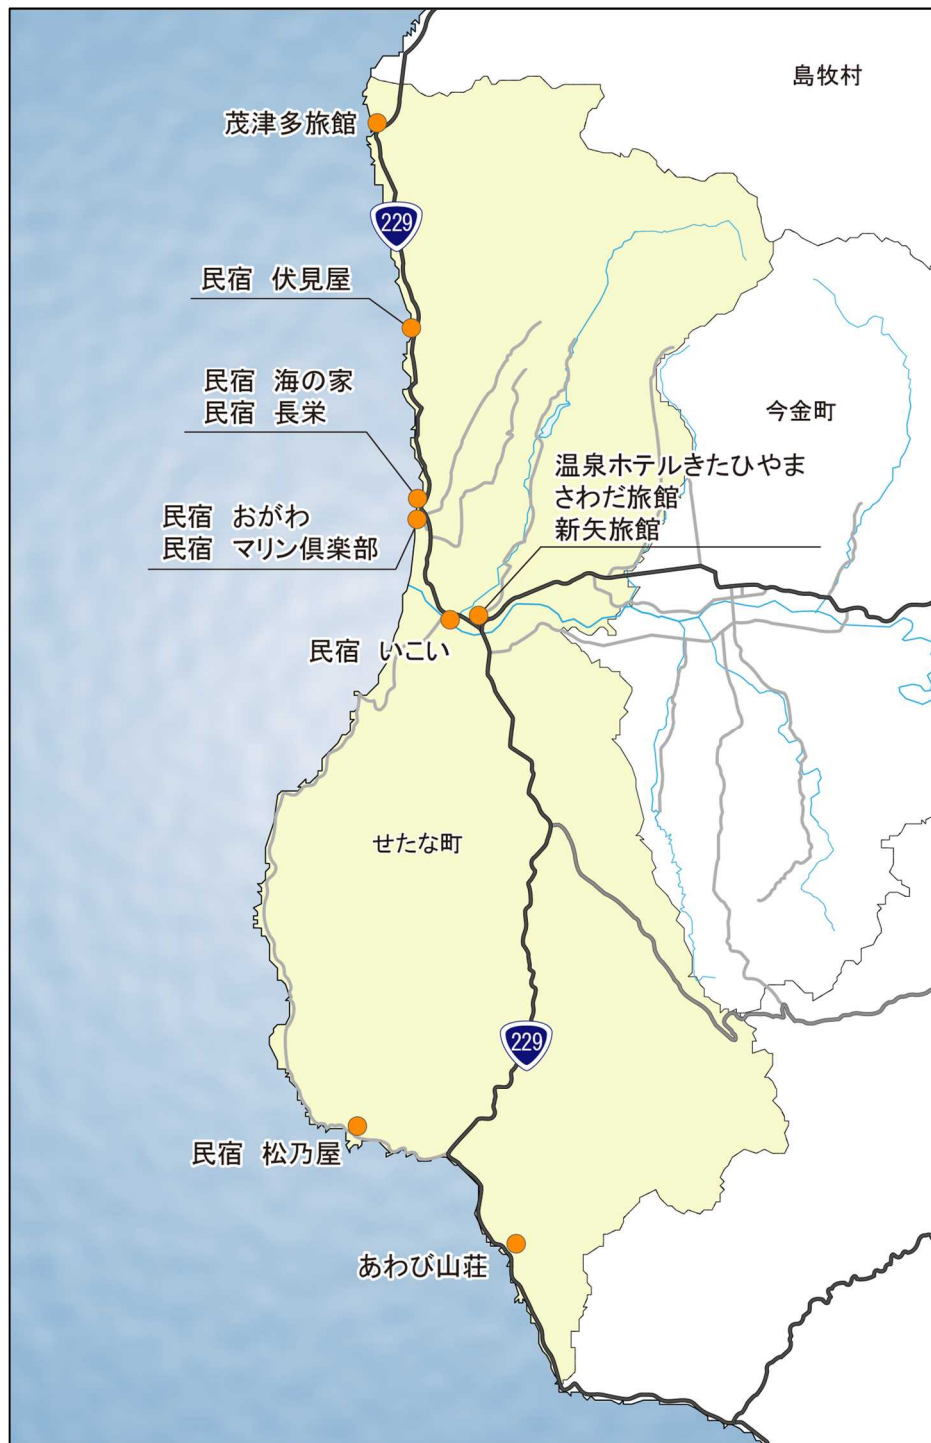 島牧村
茂津多旅館
229
民宿　伏見屋
民宿　海の家
民宿　長栄
今金町
温泉ホテルきたひやま
さわだ旅館
新矢旅館
民宿　おがわ
民宿　マリン倶楽部
民宿　いこい
せたな町
229
民宿　松乃屋
あわび山荘